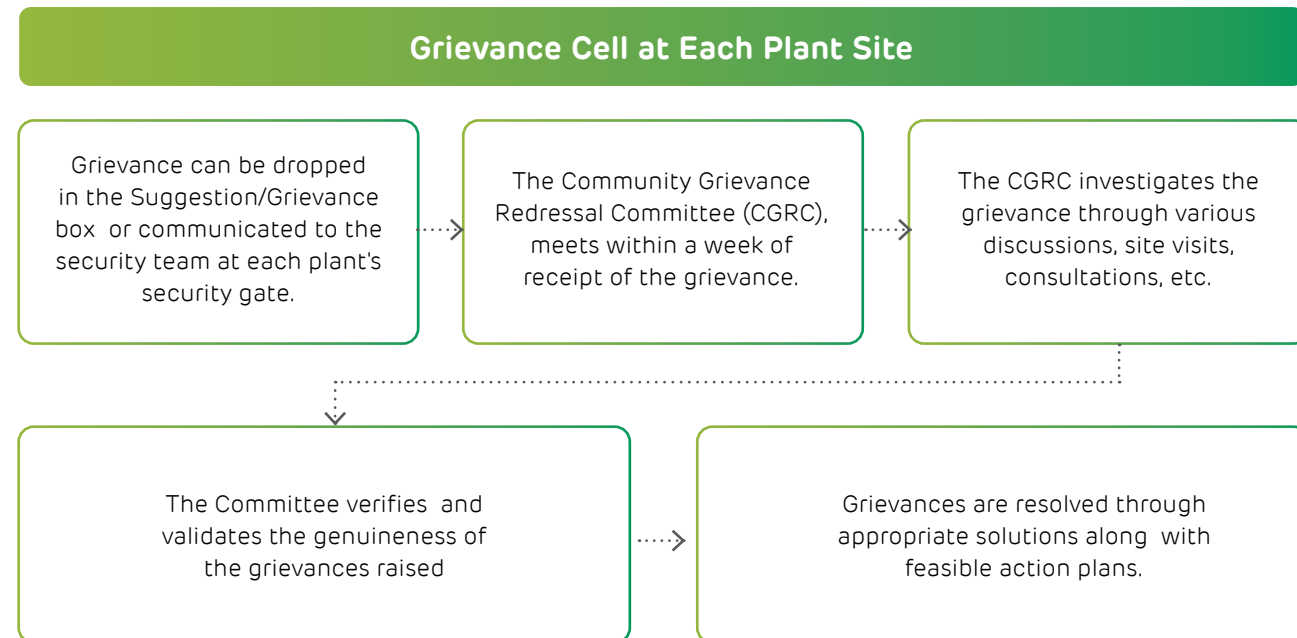 Grievance Cell at Each Plant Site
Grievance can be dropped
in the Suggestion/Grievance
box or communicated to the
security team at each plant's
security gate.
The Community Grievance
Redressal Committee (CGRC),
meets within a week of
receipt of the grievance.
The CGRC investigates the
grievance through various
discussions, site visits,
consultations, etc.
The Committee verifies and
validates the genuineness of
the grievances raised
Grievances are resolved through
appropriate solutions along with
feasible action plans.